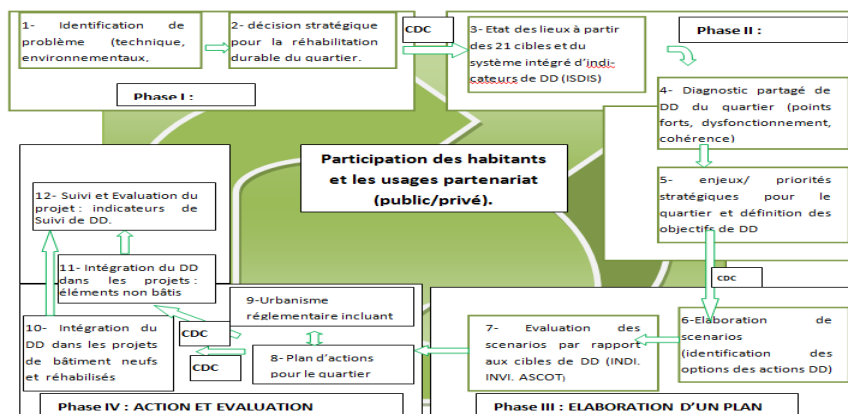 1- Identification de
problème (technique,
environnementaux,
2- décision stratégique
pour la réhabilitation
durable du quartier.
Phase I :
CDC
3- Etat des lieux à partir
des 21 cibles et du
système intégré d'indi-
cateurs de DD (ISDIS)
Phase II :
4- Diagnostic partagé de
DD du quartier (points
forts, dysfonctionnement,
cohérence)
5- enjeux/ priorités
stratégiques pour le
quartier et définition des
objectifs de DD
CDC
Participation des habitants
et les usages partenariat
(public/privé).
6-Elaboration de
scenarios
(identification des
options des actions DD)
7- Evaluation des
scenarios par rapport
aux cibles de DD (INDI.
INVI. ASCOT)
Phase III : ELABORATION D'UN PLAN
8- Plan d'actions
pour le quartier
9-Urbanisme
réglementaire incluant
CDC
CDC
10- Intégration du
DD dans les projets
de bâtiment neufs
et réhabilisés
11- Intégration du DD
dans les projets :
éléments non bâtis
12- Suivi et Evaluation du
projet : indicateurs de
Suivi de DD.
Phase IV : ACTION ET EVALUATION